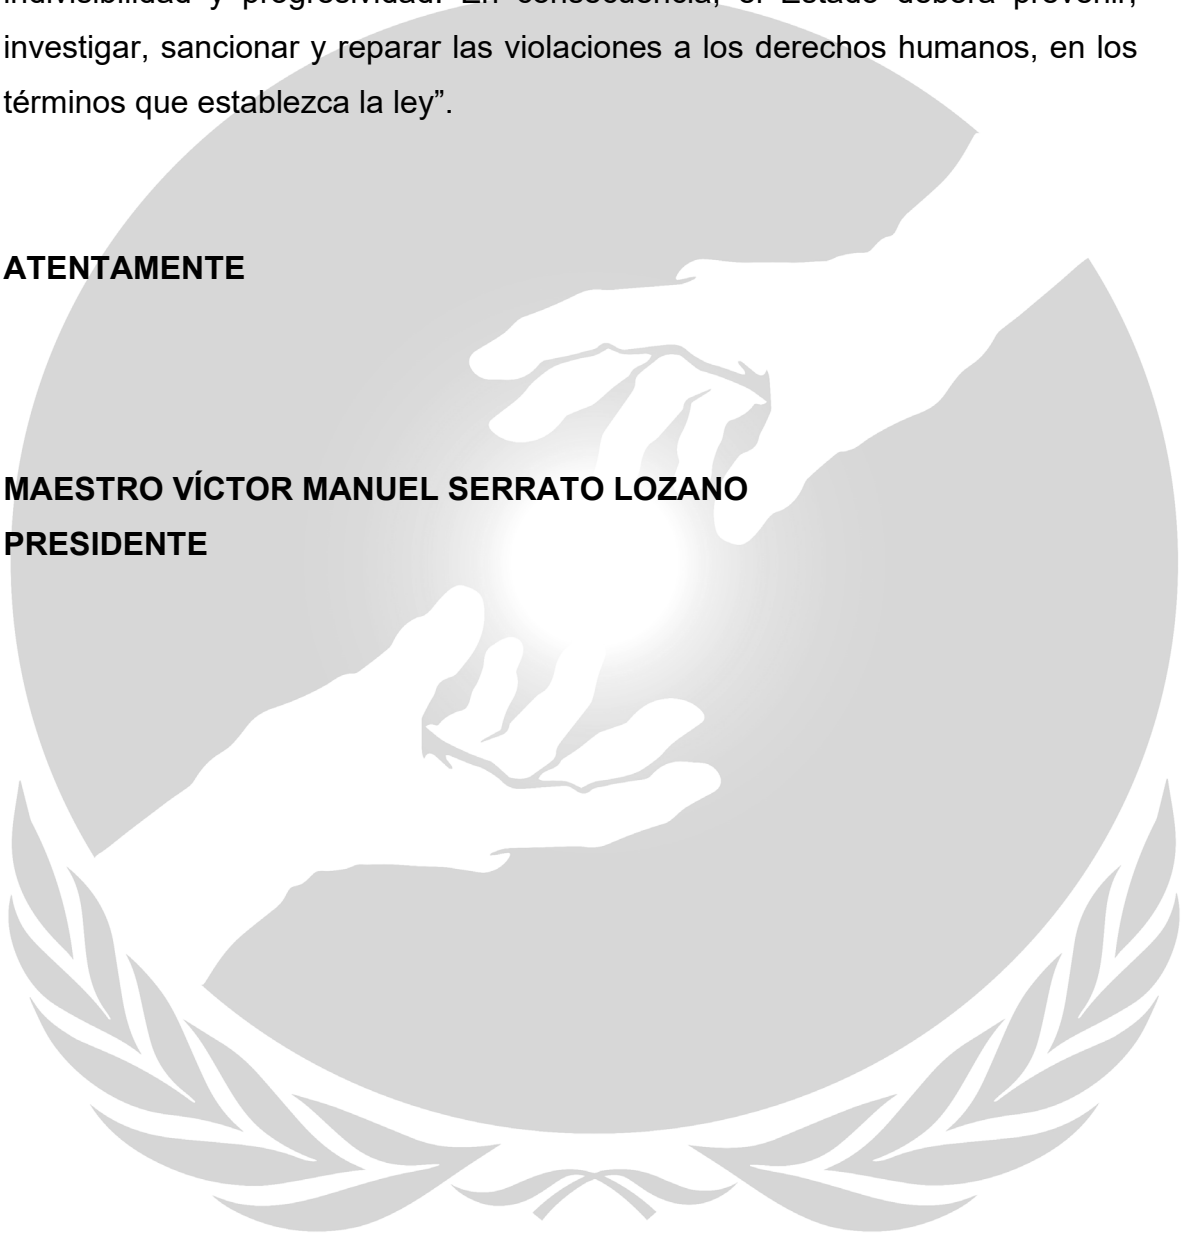 indivisibilidad y progresividad. En consecuencia, el Estado deberá prevenir,
investigar, sancionar y reparar las violaciones a los derechos humanos, en los
términos que establezca la ley”.
ATENTAMENTE
MAESTRO VÍCTOR MANUEL SERRATO LOZANO
PRESIDENTE